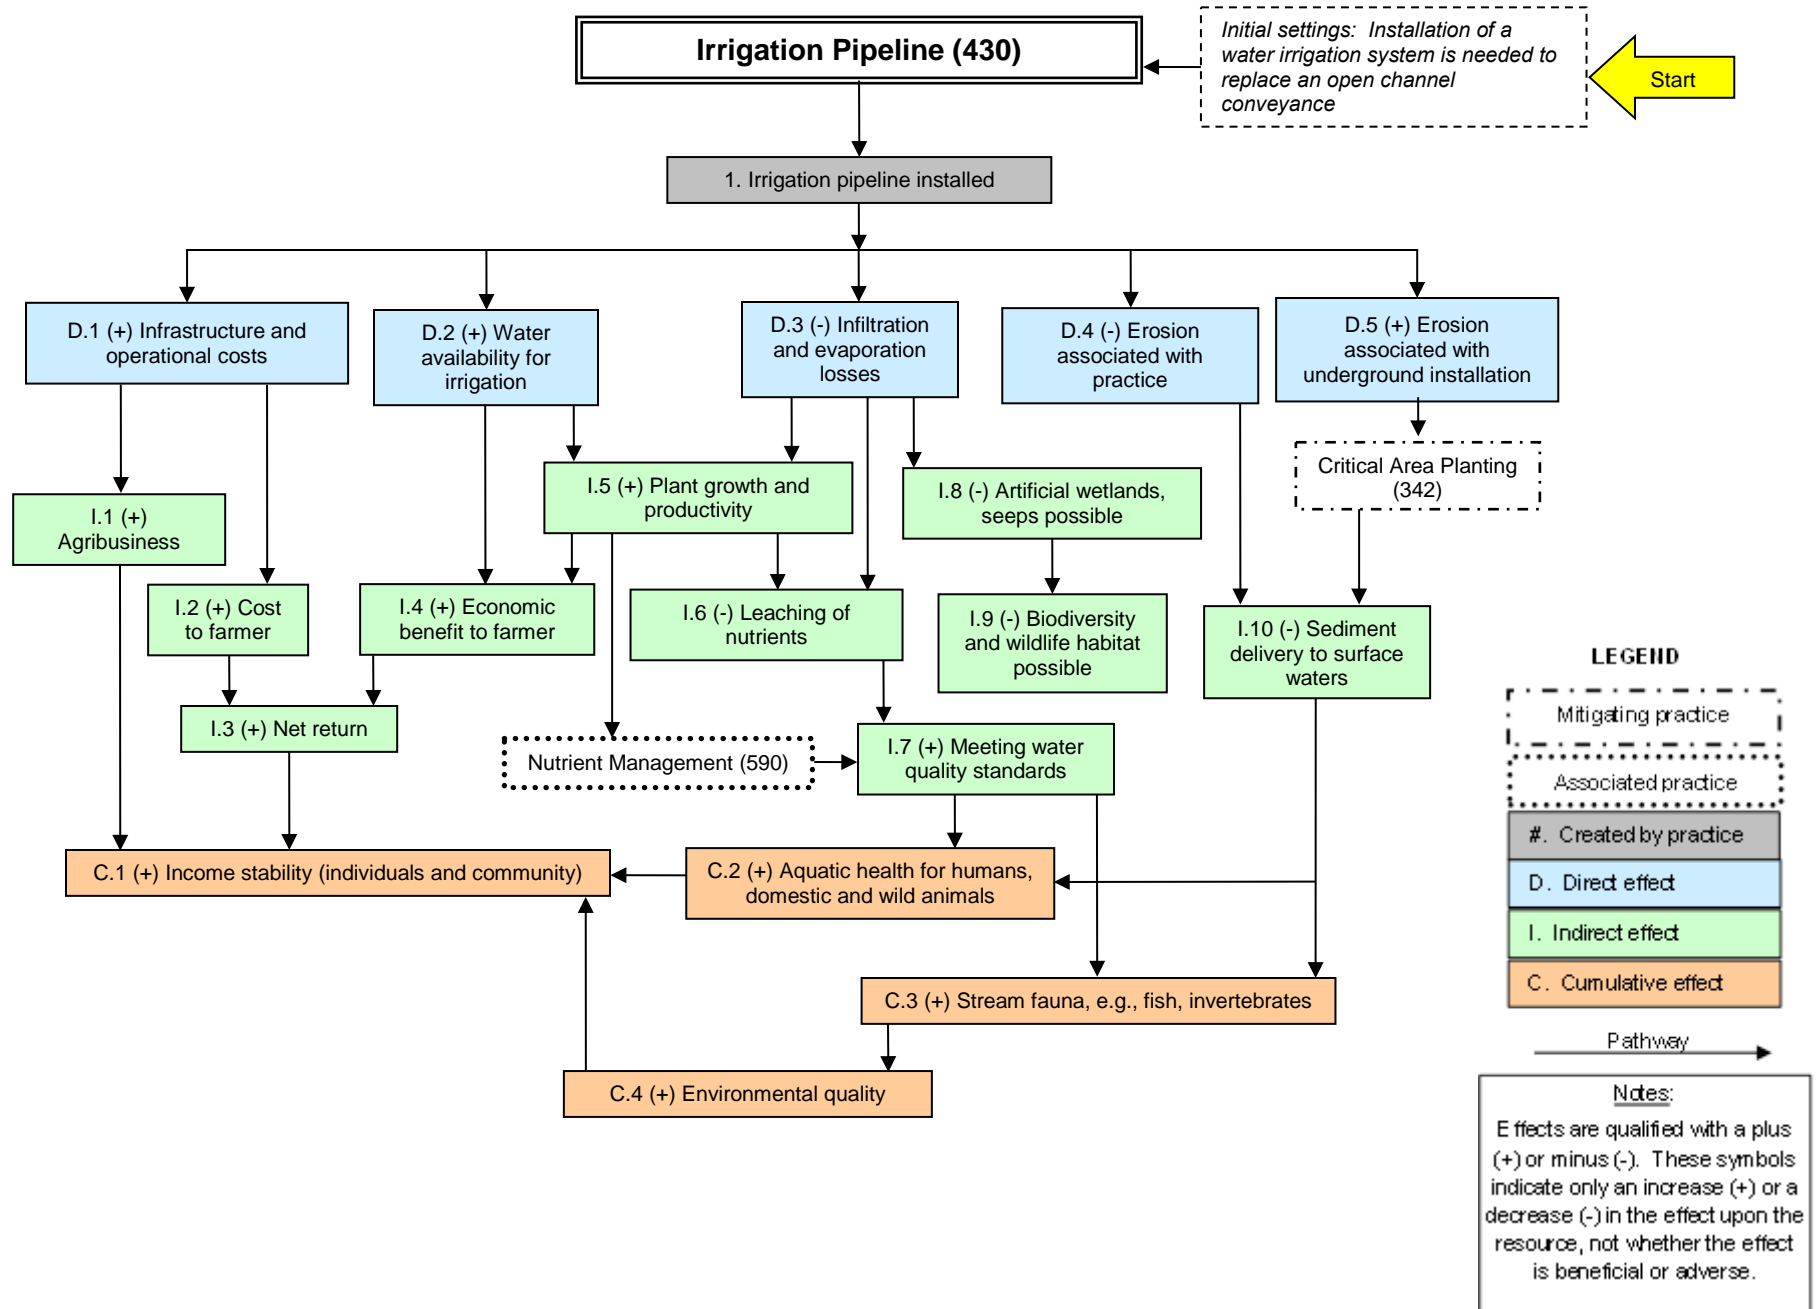 Irrigation Pipeline (430)
Initial settings:  Installation of a
water irrigation system is needed to
replace an open channel
conveyance
Start
1. Irrigation pipeline installed
D.1 (+) Infrastructure and
operational costs
D.2 (+) Water
availability for
irrigation
D.3 (-) Infiltration
and evaporation
losses
D.4 (-) Erosion
associated with
practice
D.5 (+) Erosion
associated with
underground installation
Critical Area Planting
(342)
I.5 (+) Plant growth and
productivity
I.8 (-) Artificial wetlands,
seeps possible
I.1 (+)
Agribusiness
I.2 (+) Cost
to farmer
I.4 (+) Economic
benefit to farmer
I.6 (-) Leaching of
nutrients
I.9 (-) Biodiversity
and wildlife habitat
possible
I.10 (-) Sediment
delivery to surface
waters
I.3 (+) Net return
Nutrient Management (590)
I.7 (+) Meeting water
quality standards
C.1 (+) Income stability (individuals and community)
C.2 (+) Aquatic health for humans,
domestic and wild animals
C.3 (+) Stream fauna, e.g., fish, invertebrates
C.4 (+) Environmental quality
LEGEND
Mitigating practice
Associated practice
#.  Created by practice
D.  Direct effect
I.  Indirect effect
C.  Cumulative effect
Pathway
Notes:
Effects are qualified with a plus
(+) or minus (-).  These symbols
indicate only an increase (+) or a
decrease (-) in the effect upon the
resource, not whether the effect
is beneficial or adverse.